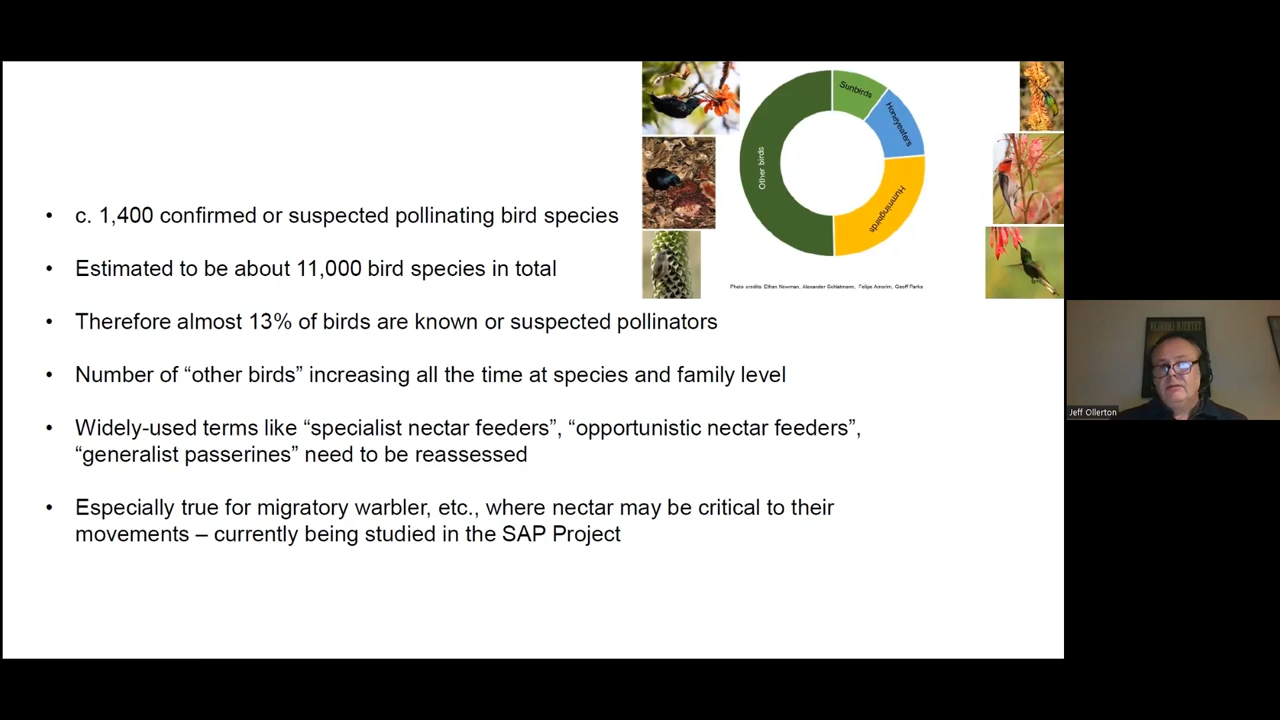 Sunbirds
Honeyeaters
Other birds
Hummingbirds
Photo credits: Ethan Newman, Alexander Schlatmann, Felipe Amorim, Geoff Parks
• c. 1,400 confirmed or suspected pollinating bird species
• Estimated to be about 11,000 bird species in total
• Therefore almost 13% of birds are known or suspected pollinators
• Number of “other birds” increasing all the time at species and family level
• Widely-used terms like “specialist nectar feeders”, “opportunistic nectar feeders”,
“generalist passerines” need to be reassessed
• Especially true for migratory warbler, etc., where nectar may be critical to their
movements – currently being studied in the SAP Project
Jeff Ollerton